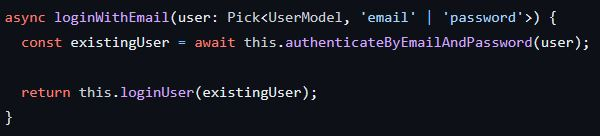 async loginWithEmail(user: Pick<UserModel, 'email' | 'password'>) {
const existingUser = await this.authenticateByEmailAndPassword(user);
return this.loginUser(existingUser);
}